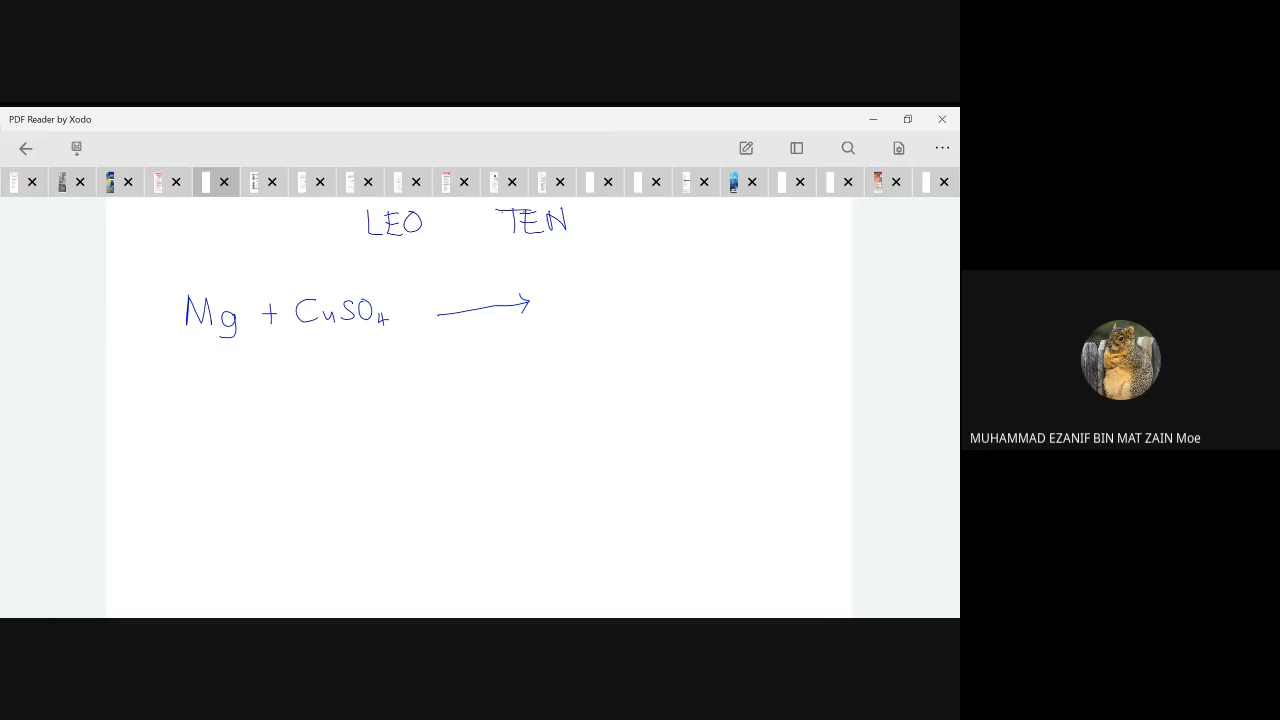 PDF Reader by Xodo
LEO TEN
Mg + CuSO₄ →
MUHAMMAD EZANIF BIN MAT ZAIN Moe